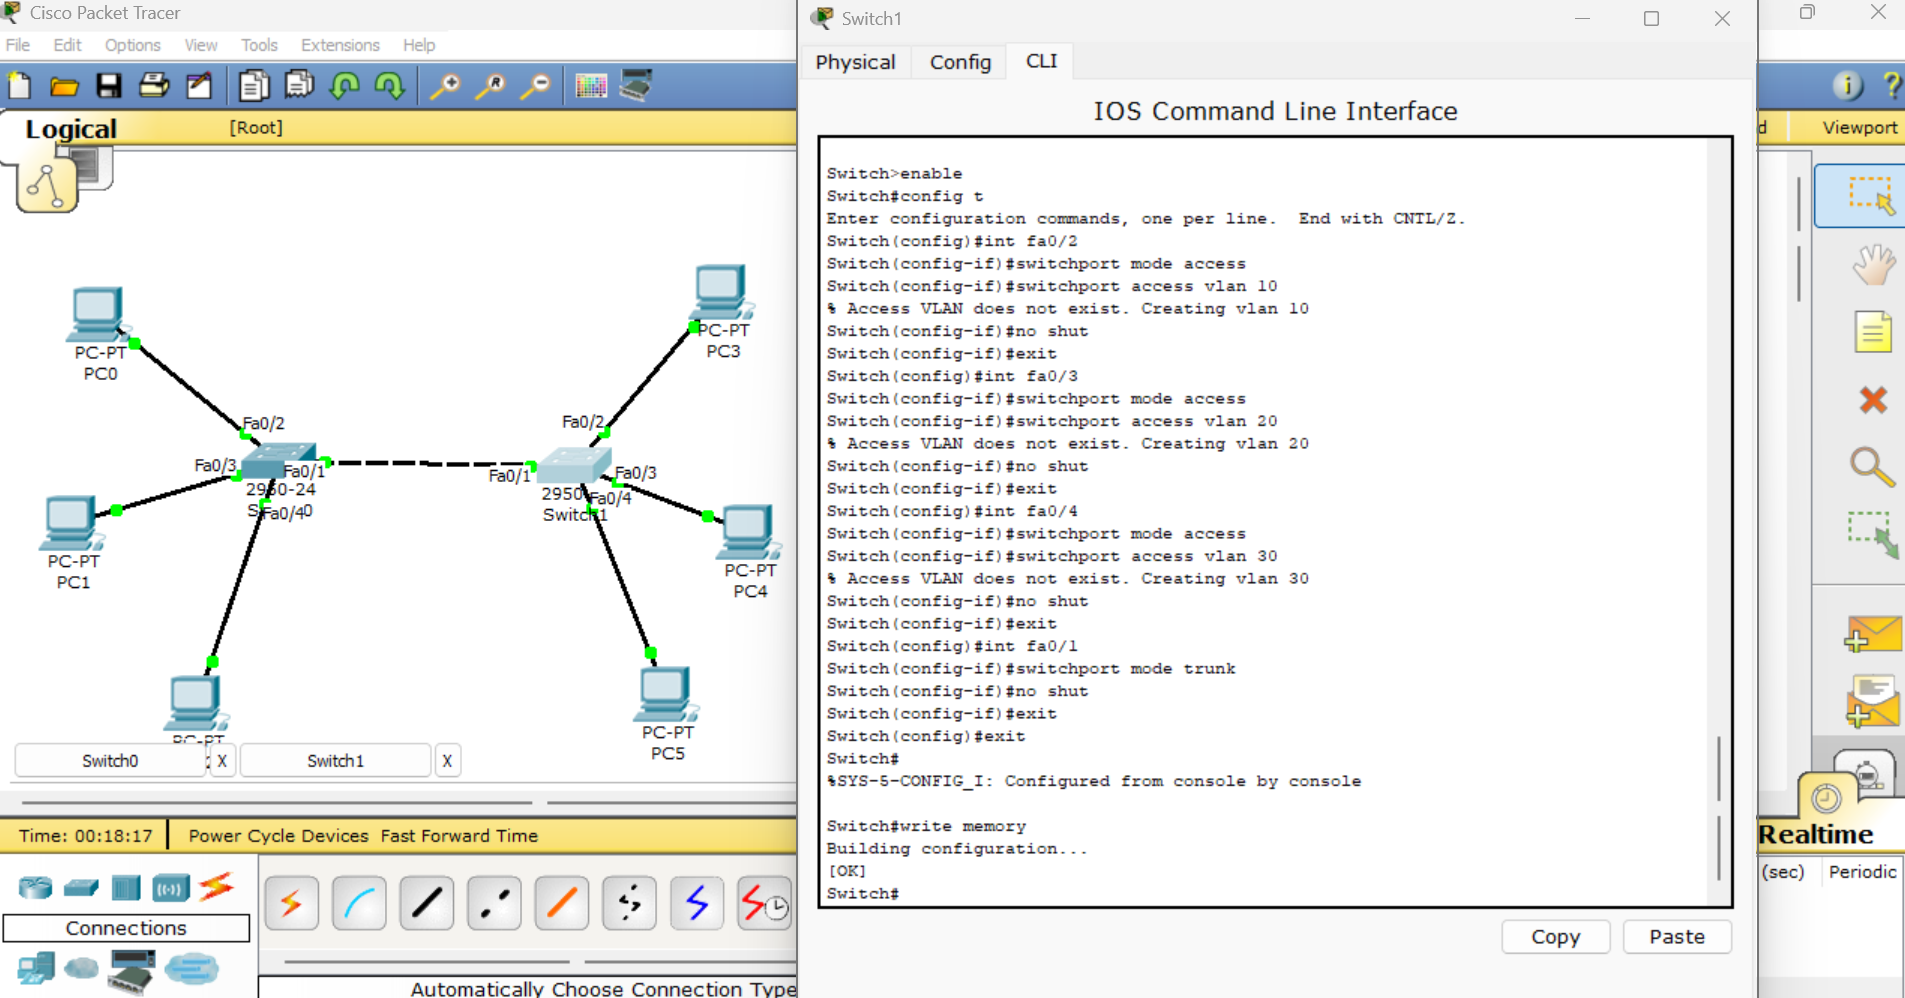 Cisco Packet Tracer
File Edit Options View Tools Extensions Help
Logical
[Root]
PC-PT
PC0
PC-PT
PC3
Fa0/2
Fa0/2
Fa0/3
Fa0/1
Fa0/1
Fa0/3
2950-24
Fa0/4
2950
Fa0/4
Switch1
PC-PT
PC1
PC-PT
PC4
PC-PT
PC-PT
PC5
Switch0 X Switch1 X
Time: 00:18:17 Power Cycle Devices Fast Forward Time
Connections
Automatically Choose Connection Type
Switch1
Physical Config CLI
IOS Command Line Interface
Switch>enable
Switch#config t
Enter configuration commands, one per line.  End with CNTL/Z.
Switch(config)#int fa0/2
Switch(config-if)#switchport mode access
Switch(config-if)#switchport access vlan 10
% Access VLAN does not exist. Creating vlan 10
Switch(config-if)#no shut
Switch(config-if)#exit
Switch(config)#int fa0/3
Switch(config-if)#switchport mode access
Switch(config-if)#switchport access vlan 20
% Access VLAN does not exist. Creating vlan 20
Switch(config-if)#no shut
Switch(config-if)#exit
Switch(config)#int fa0/4
Switch(config-if)#switchport mode access
Switch(config-if)#switchport access vlan 30
% Access VLAN does not exist. Creating vlan 30
Switch(config-if)#no shut
Switch(config-if)#exit
Switch(config)#int fa0/1
Switch(config-if)#switchport mode trunk
Switch(config-if)#no shut
Switch(config-if)#exit
Switch(config)#exit
Switch#
%SYS-5-CONFIG_I: Configured from console by console
Switch#write memory
Building configuration...
[OK]
Switch#
Copy Paste
Viewport
Realtime
(sec) Periodic